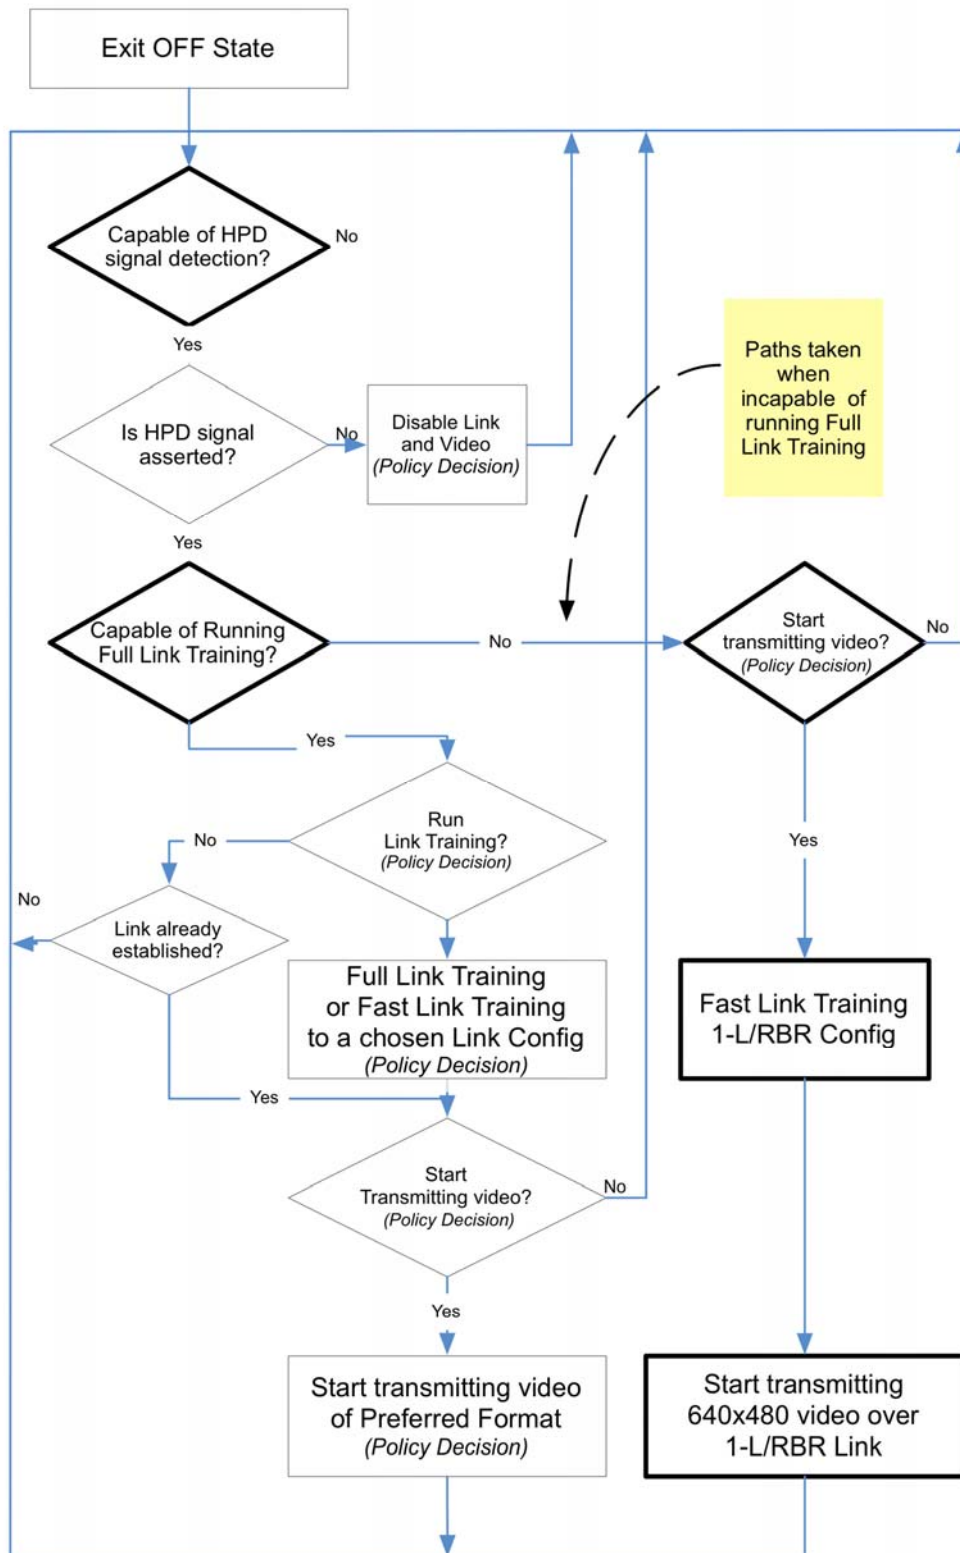 Exit OFF State
Capable of HPD
signal detection?
No
Yes
Is HPD signal
asserted?
No
Disable Link
and Video
(Policy Decision)
Paths taken
when
incapable of
running Full
Link Training
Yes
Capable of Running
Full Link Training?
No
Start
transmitting video?
(Policy Decision)
No
Yes
Run
Link Training?
(Policy Decision)
No
Yes
No
Link already
established?
Full Link Training
or Fast Link Training
to a chosen Link Config
(Policy Decision)
Fast Link Training
1-L/RBR Config
Yes
Start
Transmitting video?
(Policy Decision)
No
Yes
Start transmitting video
of Preferred Format
(Policy Decision)
Start transmitting
640x480 video over
1-L/RBR Link